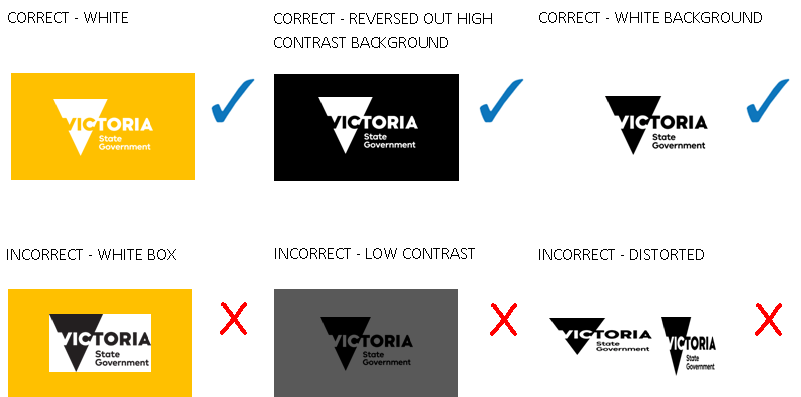 CORRECT - WHITE
CORRECT - REVERSED OUT HIGH
CONTRAST BACKGROUND
CORRECT - WHITE BACKGROUND
VICTORIA
State
Government
VICTORIA
State
Government
VICTORIA
State
Government
INCORRECT - WHITE BOX
INCORRECT - LOW CONTRAST
INCORRECT - DISTORTED
VICTORIA
State
Government
VICTORIA
State
Government
VICTORIA
State
Government
VICTORIA
State
Government